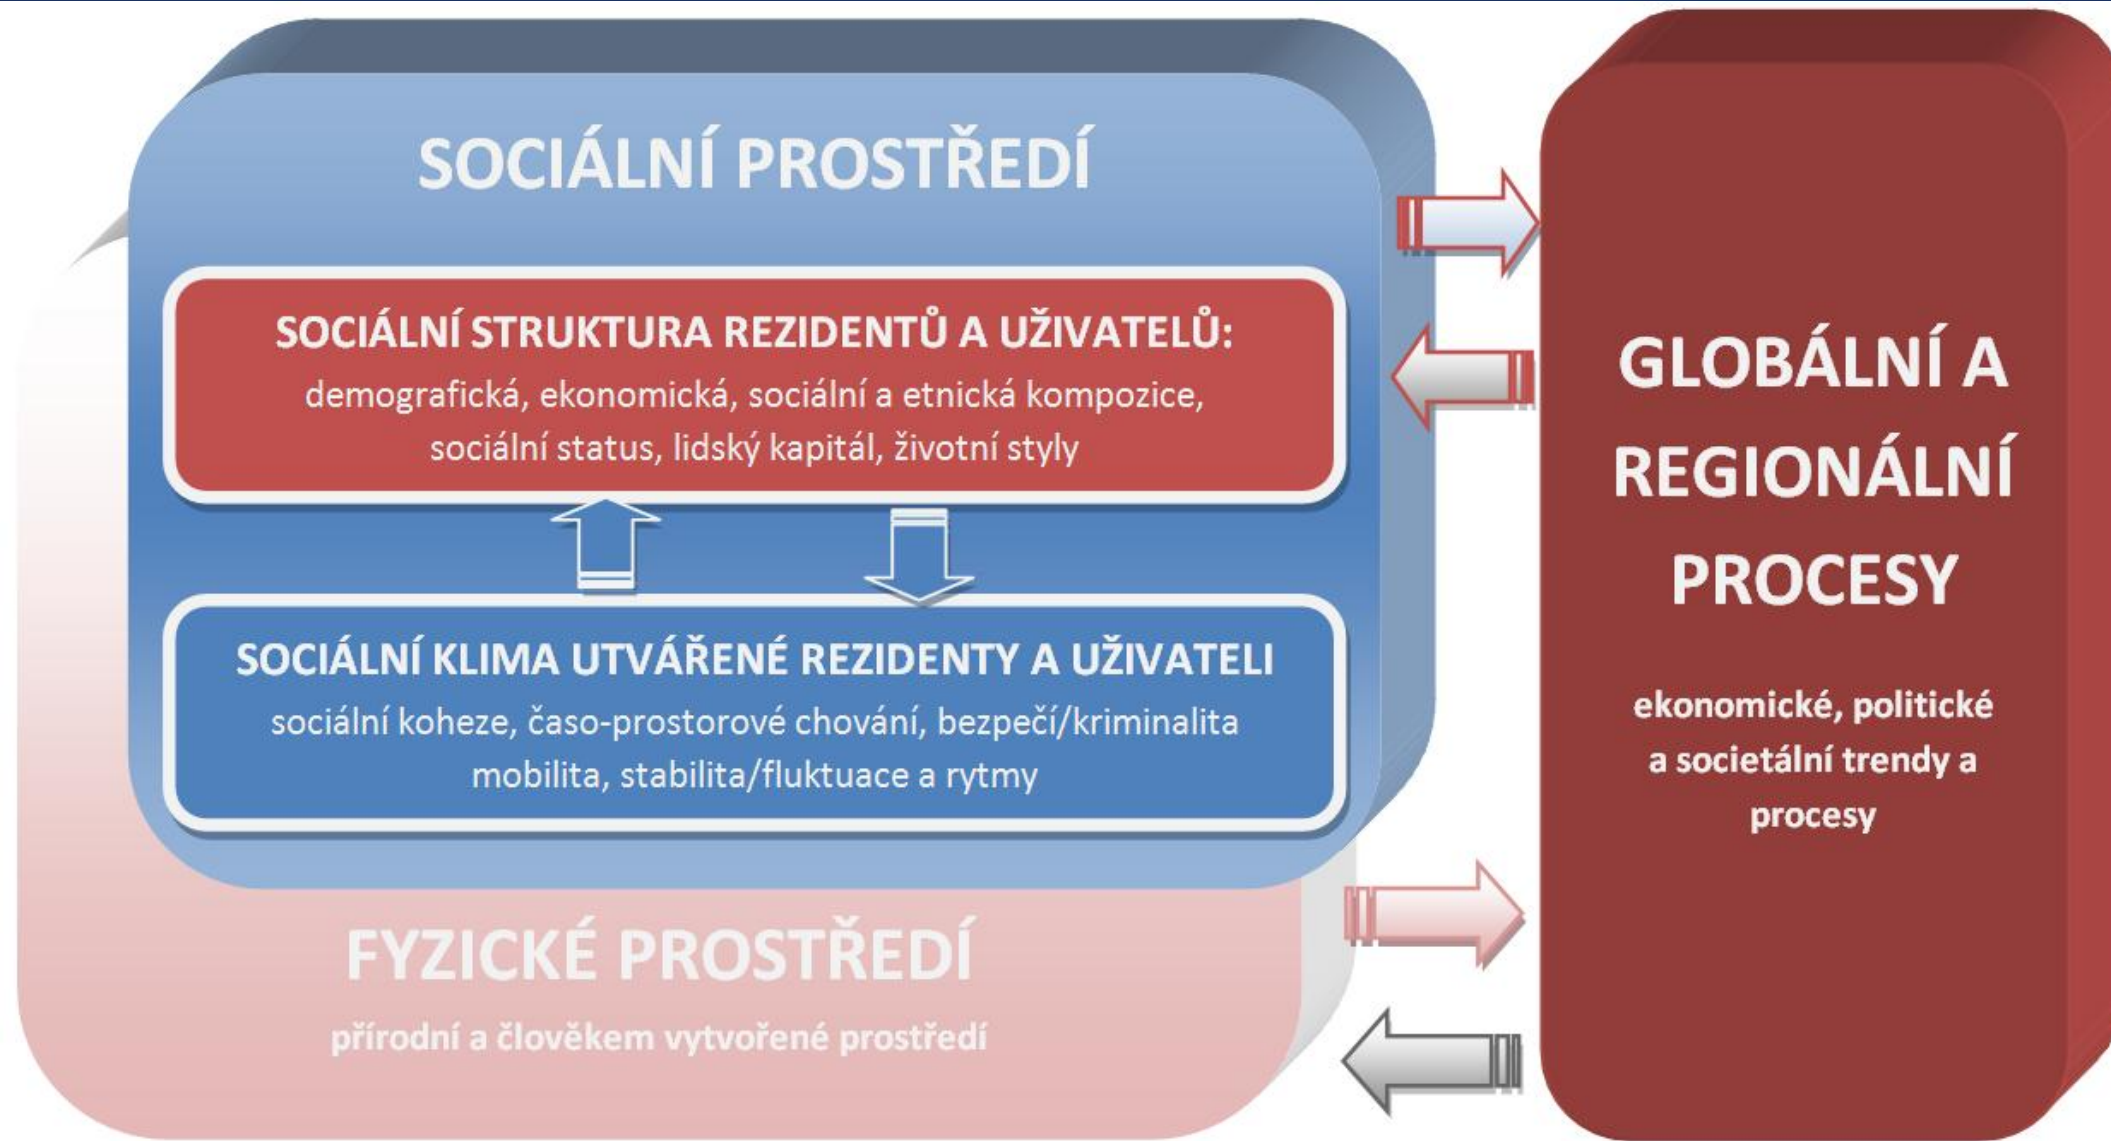 SOCIÁLNÍ PROSTŘEDÍ
SOCIÁLNÍ STRUKTURA REZIDENTŮ A UŽIVATELŮ:
demografická, ekonomická, sociální a etnická kompozice,
sociální status, lidský kapitál, životní styly
SOCIÁLNÍ KLIMA UTVÁŘENÉ REZIDENTY A UŽIVATELI
sociální koheze, časo-prostorové chování, bezpečí/kriminalita
mobilita, stabilita/fluktuace a rytmy
FYZICKÉ PROSTŘEDÍ
přírodní a člověkem vytvořené prostředí
GLOBÁLNÍ A
REGIONÁLNÍ
PROCESY
ekonomické, politické
a societální trendy a
procesy